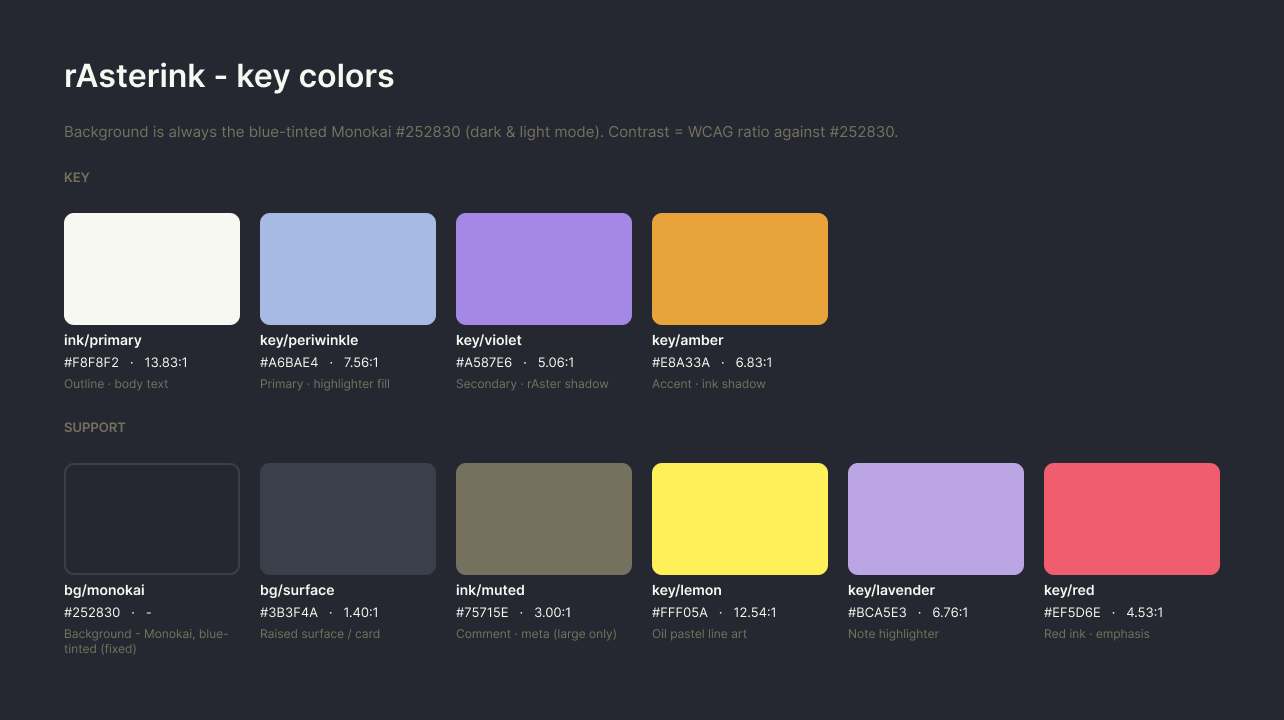 rAsterink - key colors
Background is always the blue-tinted Monokai #252830 (dark & light mode). Contrast = WCAG ratio against #252830.
KEY
ink/primary
#F8F8F2 · 13.83:1
Outline · body text
key/periwinkle
#A6BAE4 · 7.56:1
Primary · highlighter fill
key/violet
#A587E6 · 5.06:1
Secondary · rAster shadow
key/amber
#E8A33A · 6.83:1
Accent · ink shadow
SUPPORT
bg/monokai
#252830 · -
Background - Monokai, blue-
tinted (fixed)
bg/surface
#3B3F4A · 1.40:1
Raised surface / card
ink/muted
#75715E · 3.00:1
Comment · meta (large only)
key/lemon
#FFF05A · 12.54:1
Oil pastel line art
key/lavender
#BCA5E3 · 6.76:1
Note highlighter
key/red
#EF5D6E · 4.53:1
Red ink · emphasis